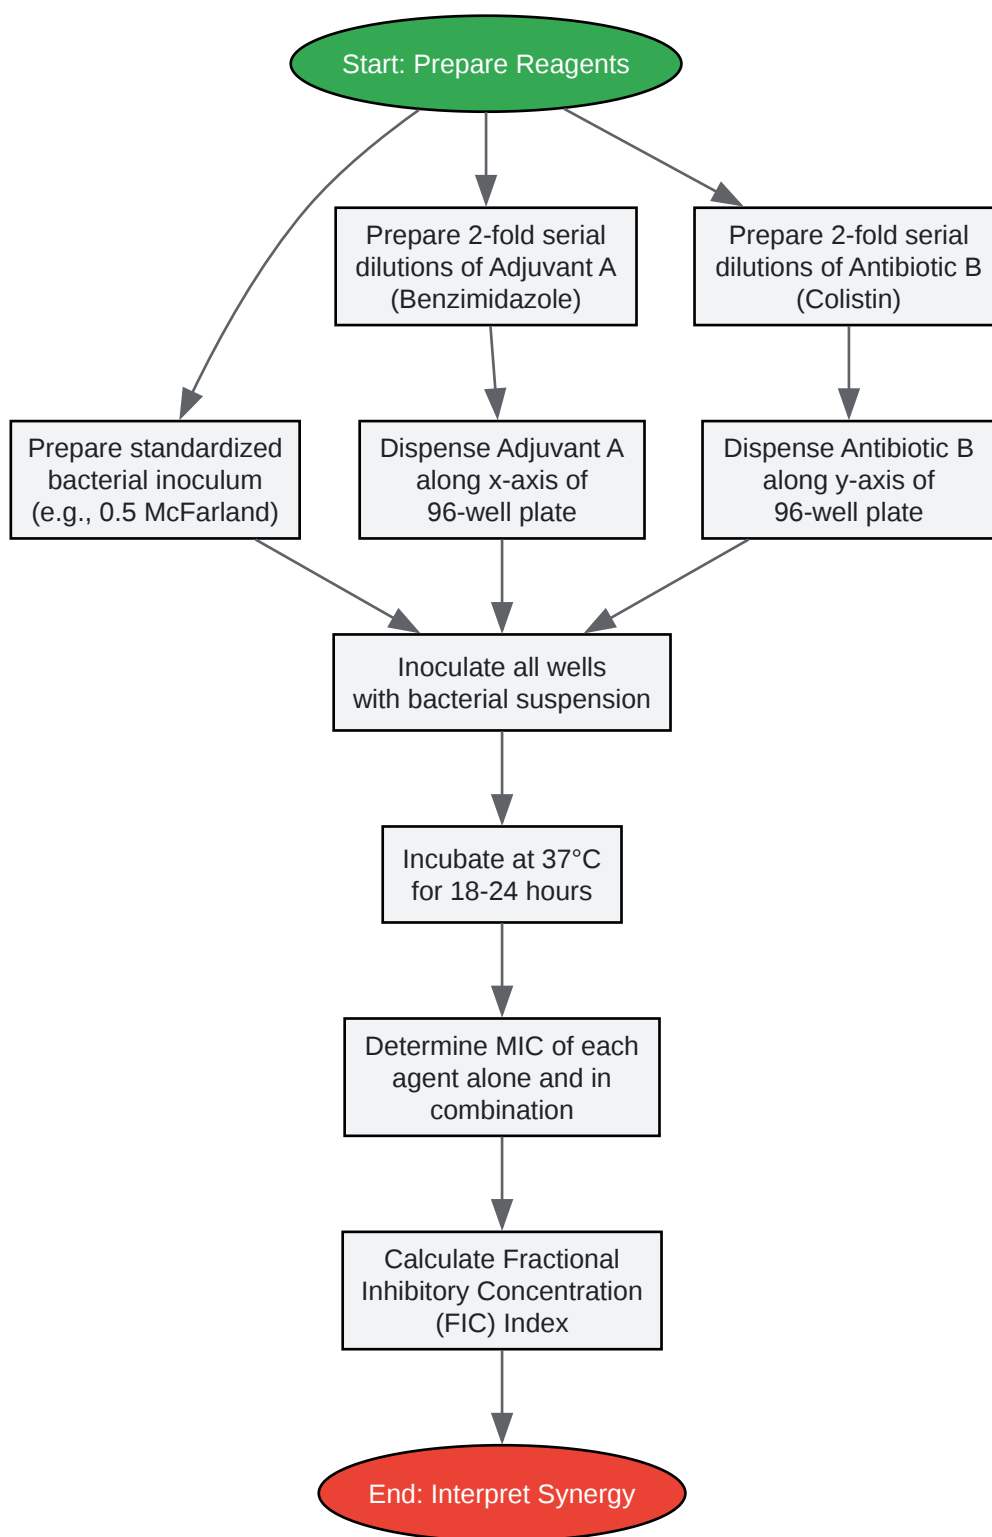 Start: Prepare Reagents
Prepare 2-fold serial
dilutions of Adjuvant A
(Benzimidazole)
Prepare 2-fold serial
dilutions of Antibiotic B
(Colistin)
Prepare standardized
bacterial inoculum
(e.g., 0.5 McFarland)
Dispense Adjuvant A
along x-axis of
96-well plate
Dispense Antibiotic B
along y-axis of
96-well plate
Inoculate all wells
with bacterial suspension
Incubate at 37°C
for 18-24 hours
Determine MIC of each
agent alone and in
combination
Calculate Fractional
Inhibitory Concentration
(FIC) Index
End: Interpret Synergy